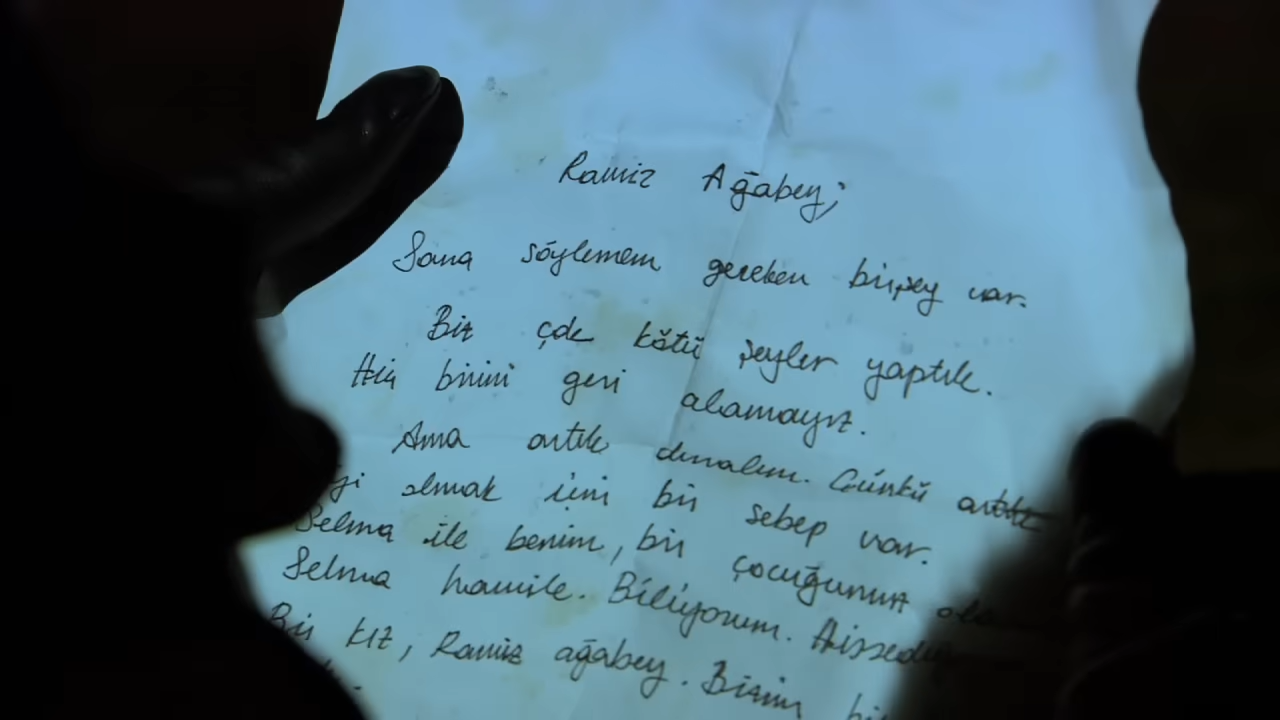 Ramiz Ağabey;
Sana söylemem gereken birşey var.
Biz çok kötü şeyler yaptık.
Hiç birini geri alamayız.
Ama artık duralım. Çünkü artık
iyi olmak için bir sebep var.
Selma ile benim, bir çocuğumuz
Selma hamile. Biliyorum.
Bir kız, Ramiz ağabey. Bizim